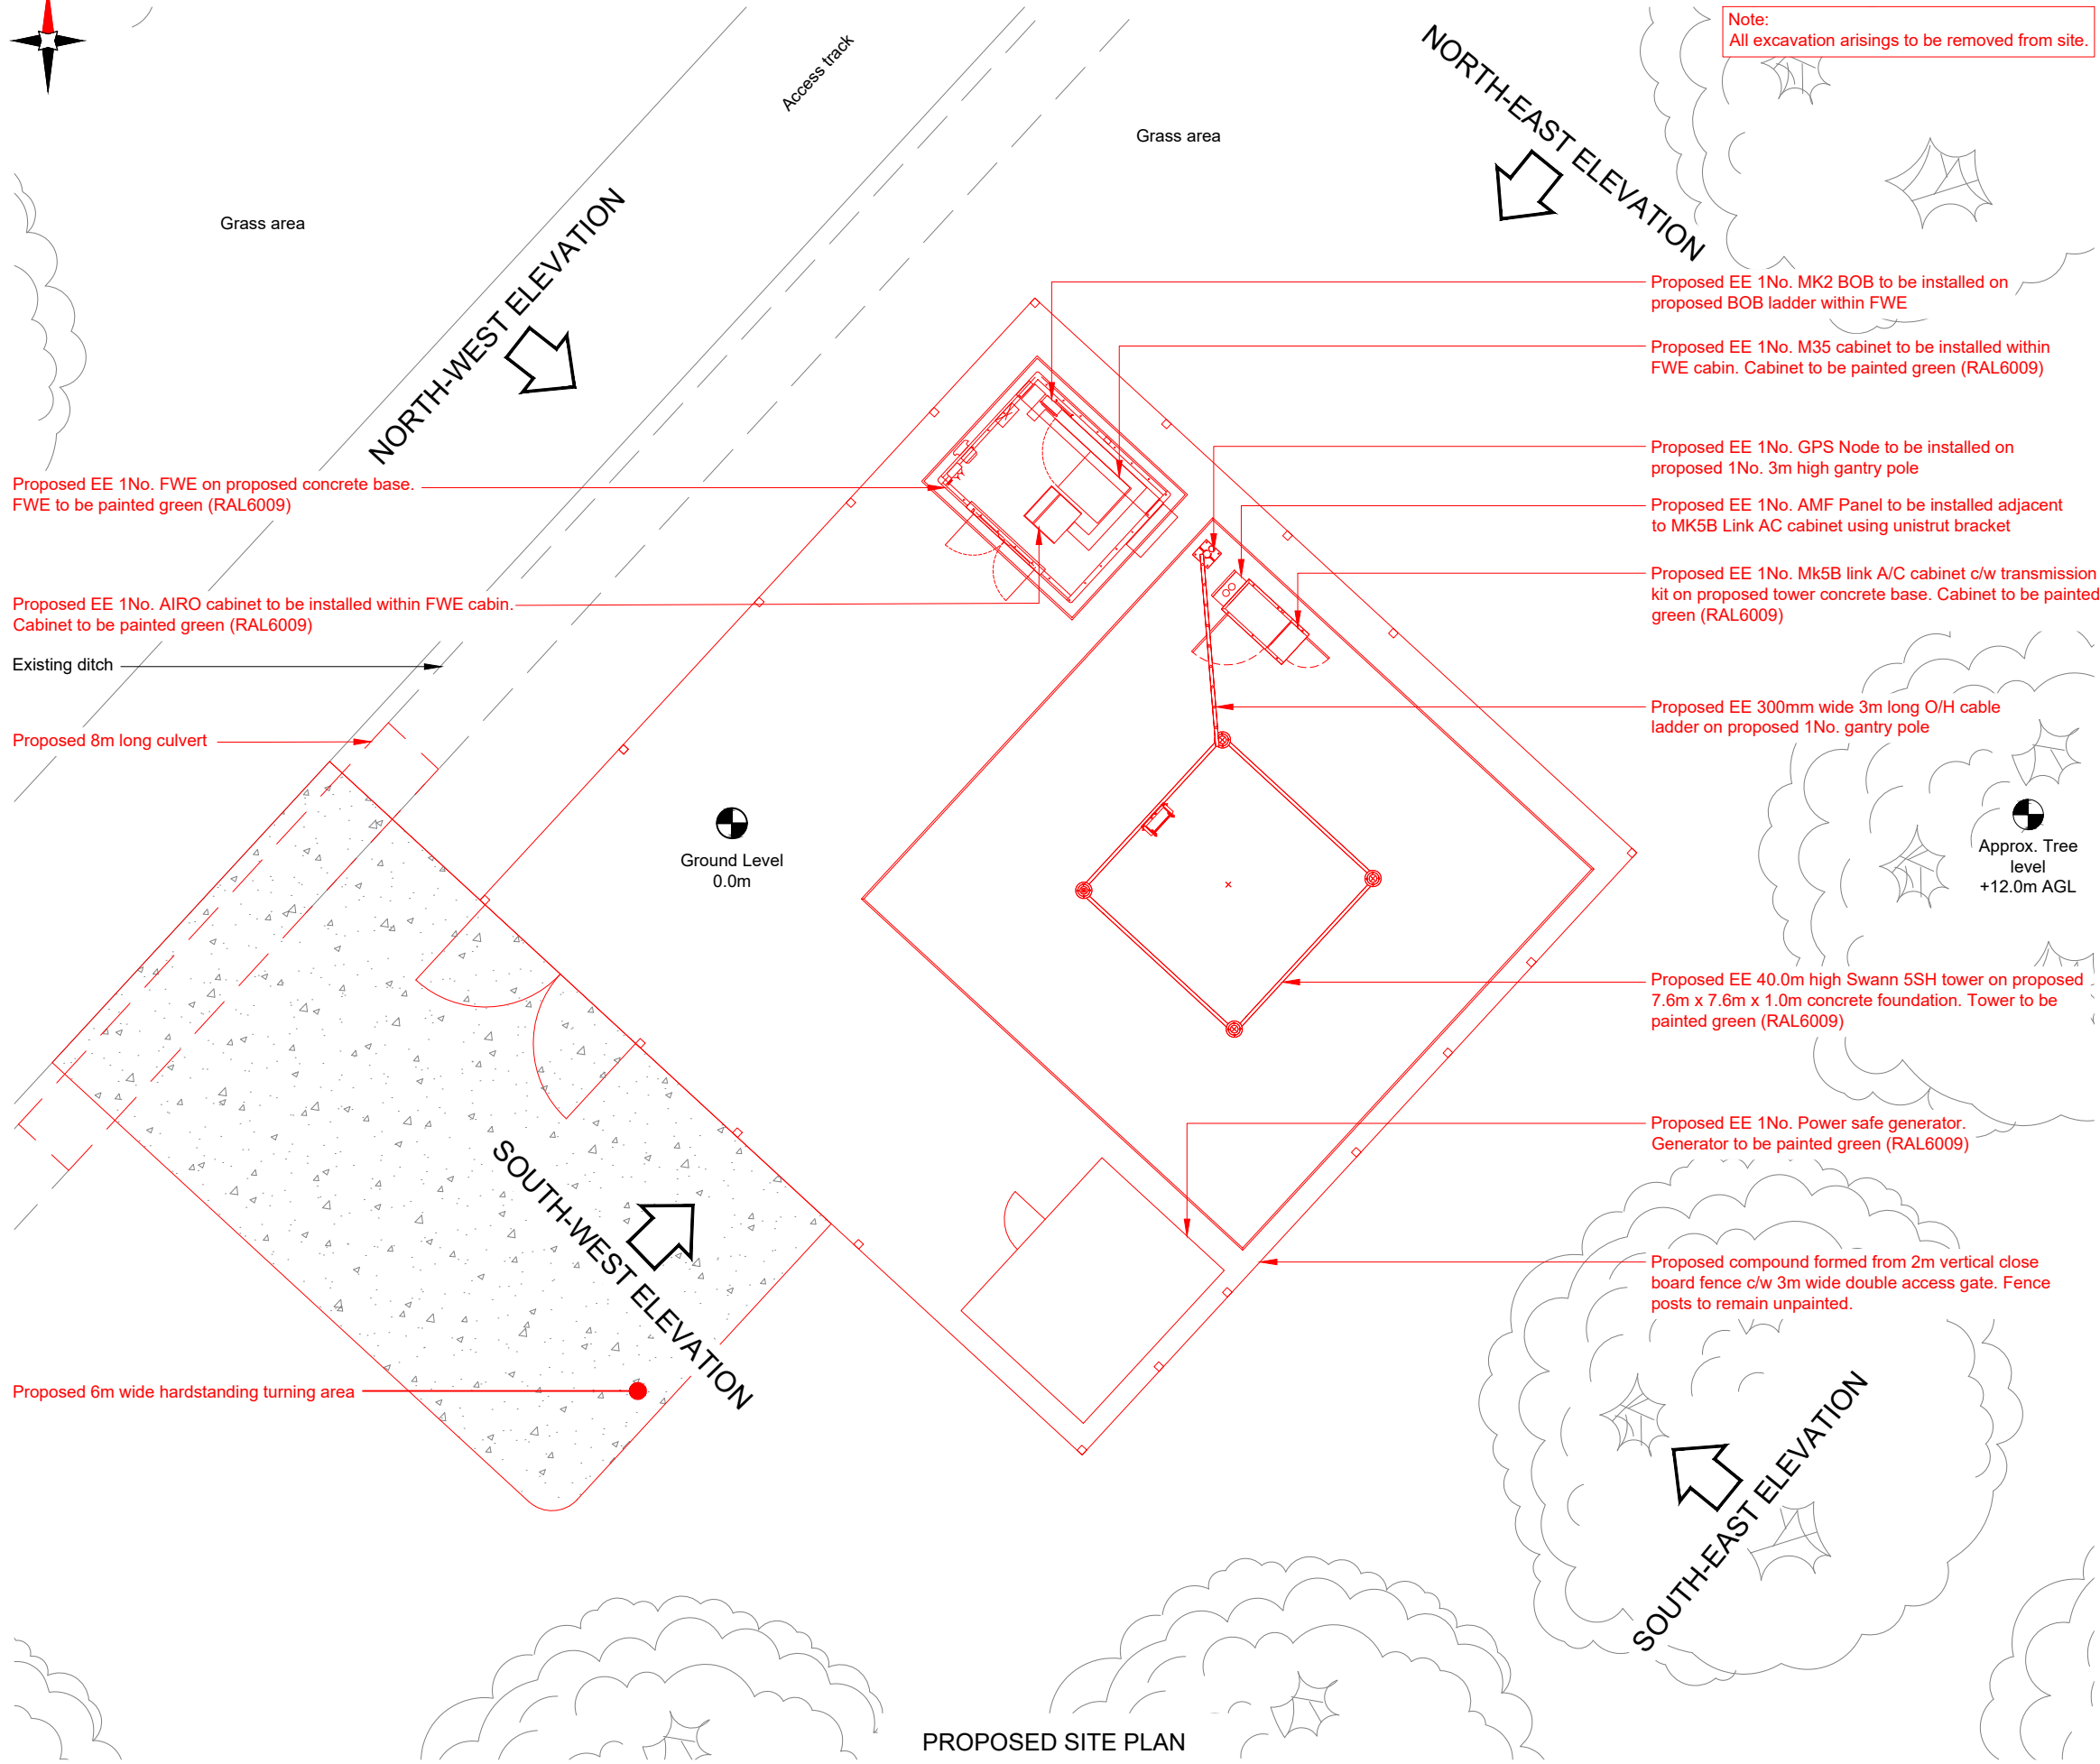 Note:
All excavation arisings to be removed from site.
Access track
Grass area
NORTH-EAST ELEVATION
Grass area
NORTH-WEST ELEVATION
Proposed EE 1No. MK2 BOB to be installed on
proposed BOB ladder within FWE
Proposed EE 1No. M35 cabinet to be installed within
FWE cabin. Cabinet to be painted green (RAL6009)
Proposed EE 1No. GPS Node to be installed on
proposed 1No. 3m high gantry pole
Proposed EE 1No. FWE on proposed concrete base.
FWE to be painted green (RAL6009)
Proposed EE 1No. AMF Panel to be installed adjacent
to MK5B Link AC cabinet using unistrut bracket
Proposed EE 1No. Mk5B link A/C cabinet c/w transmission
kit on proposed tower concrete base. Cabinet to be painted
green (RAL6009)
Proposed EE 1No. AIRO cabinet to be installed within FWE cabin.
Cabinet to be painted green (RAL6009)
Existing ditch
Proposed EE 300mm wide 3m long O/H cable
ladder on proposed 1No. gantry pole
Proposed 8m long culvert
Ground Level
0.0m
Approx. Tree
level
+12.0m AGL
Proposed EE 40.0m high Swann 5SH tower on proposed
7.6m x 7.6m x 1.0m concrete foundation. Tower to be
painted green (RAL6009)
Proposed EE 1No. Power safe generator.
Generator to be painted green (RAL6009)
SOUTH-WEST ELEVATION
Proposed compound formed from 2m vertical close
board fence c/w 3m wide double access gate. Fence
posts to remain unpainted.
Proposed 6m wide hardstanding turning area
SOUTH-EAST ELEVATION
PROPOSED SITE PLAN